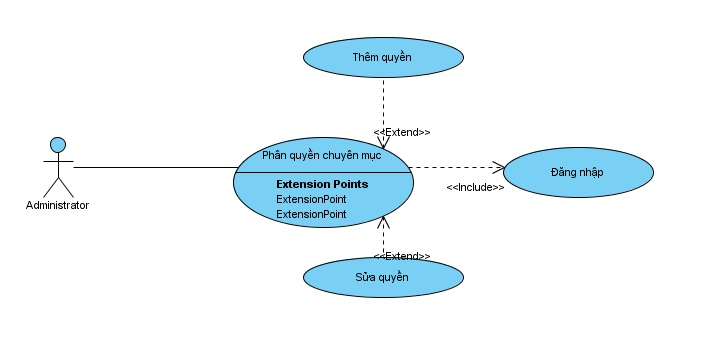 Thêm quyền
<<Extend>>
Phân quyền chuyên mục
Extension Points
ExtensionPoint
ExtensionPoint
Administrator
Đăng nhập
<<Include>>
<<Extend>>
Sửa quyền